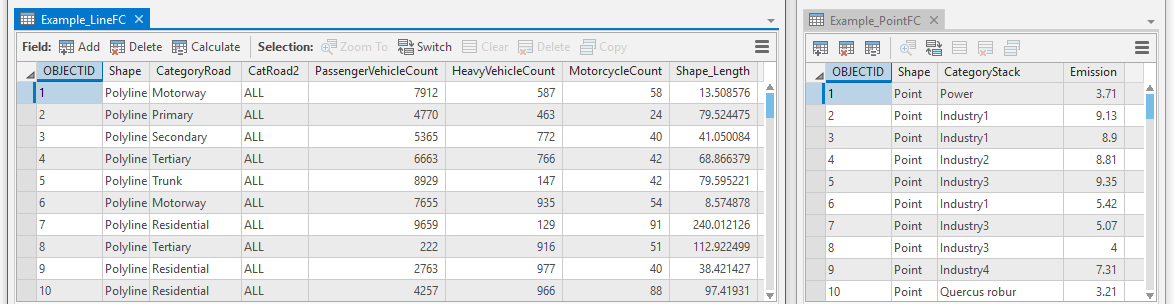 Example_LineFC
Field: Add Delete Calculate Selection: Zoom To Switch Clear Delete Copy
OBJECTID Shape CategoryRoad CatRoad2 PassengerVehicleCount HeavyVehicleCount MotorcycleCount Shape_Length
1 Polyline Motorway ALL 7912 587 58 13.508576
2 Polyline Primary ALL 4770 463 24 79.524475
3 Polyline Secondary ALL 5365 772 40 41.050084
4 Polyline Tertiary ALL 6663 766 42 68.866379
5 Polyline Trunk ALL 8929 147 42 79.595221
6 Polyline Motorway ALL 7655 935 54 8.574878
7 Polyline Residential ALL 9659 129 91 240.012126
8 Polyline Tertiary ALL 222 916 51 112.922499
9 Polyline Residential ALL 2763 977 40 38.421427
10 Polyline Residential ALL 4257 966 88 97.41931
Example_PointFC
OBJECTID Shape CategoryStack Emission
1 Point Power 3.71
2 Point Industry1 9.13
3 Point Industry1 8.9
4 Point Industry2 8.81
5 Point Industry3 9.35
6 Point Industry1 5.42
7 Point Industry3 5.07
8 Point Industry3 4
9 Point Industry4 7.31
10 Point Quercus robur 3.21